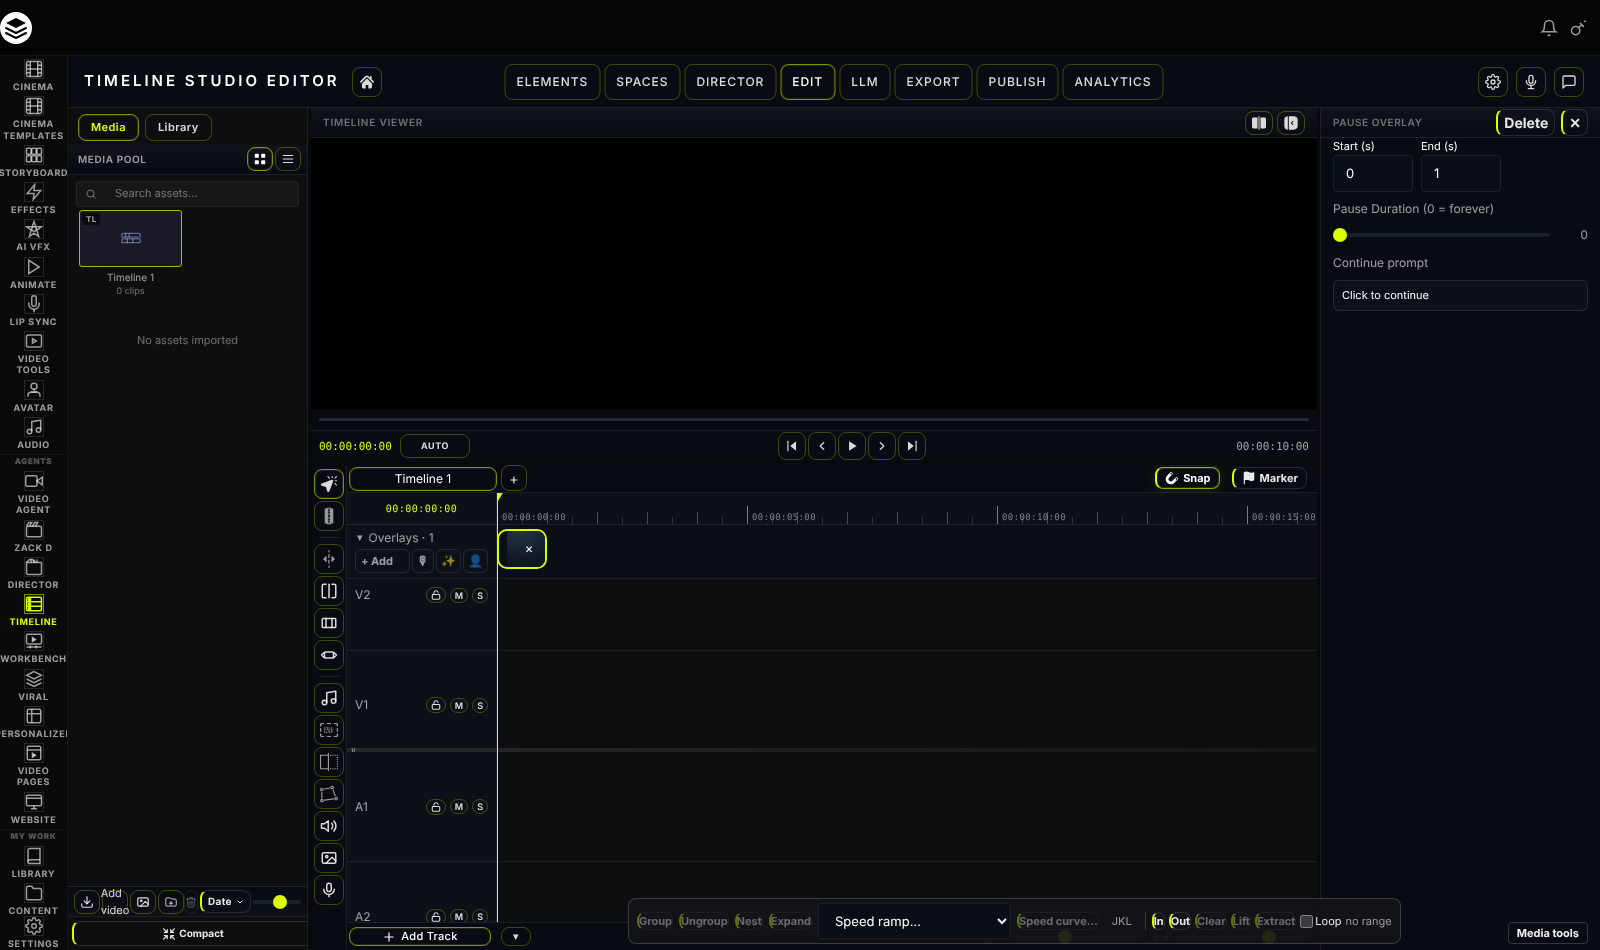 TIMELINE STUDIO EDITOR
ELEMENTS
SPACES
DIRECTOR
EDIT
LLM
EXPORT
PUBLISH
ANALYTICS
CINEMA
CINEMA
TEMPLATES
STORYBOARD
EFFECTS
AI VFX
ANIMATE
LIP SYNC
VIDEO
TOOLS
AVATAR
AUDIO
AGENTS
VIDEO
AGENT
ZACK D
DIRECTOR
TIMELINE
WORKBENCH
VIRAL
PERSONALIZE
VIDEO
PAGES
WEBSITE
MY WORK
LIBRARY
CONTENT
SETTINGS
Media
Library
MEDIA POOL
Search assets...
TL
Timeline 1
0 clips
No assets imported
Add
video
Date
Compact
TIMELINE VIEWER
00:00:00:00
AUTO
00:00:10:00
Timeline 1
+
Snap
Marker
00:00:00:00
00:00:00:00
00:00:05:00
00:00:10:00
00:00:15:00
Overlays · 1
+ Add
V2
M
S
V1
M
S
A1
M
S
A2
M
S
+ Add Track
Group
Ungroup
Nest
Expand
Speed ramp...
Speed curve...
JKL
In
Out
Clear
Lift
Extract
Loop
no range
PAUSE OVERLAY
Delete
Start (s)
End (s)
0
1
Pause Duration (0 = forever)
0
Continue prompt
Click to continue
Media tools